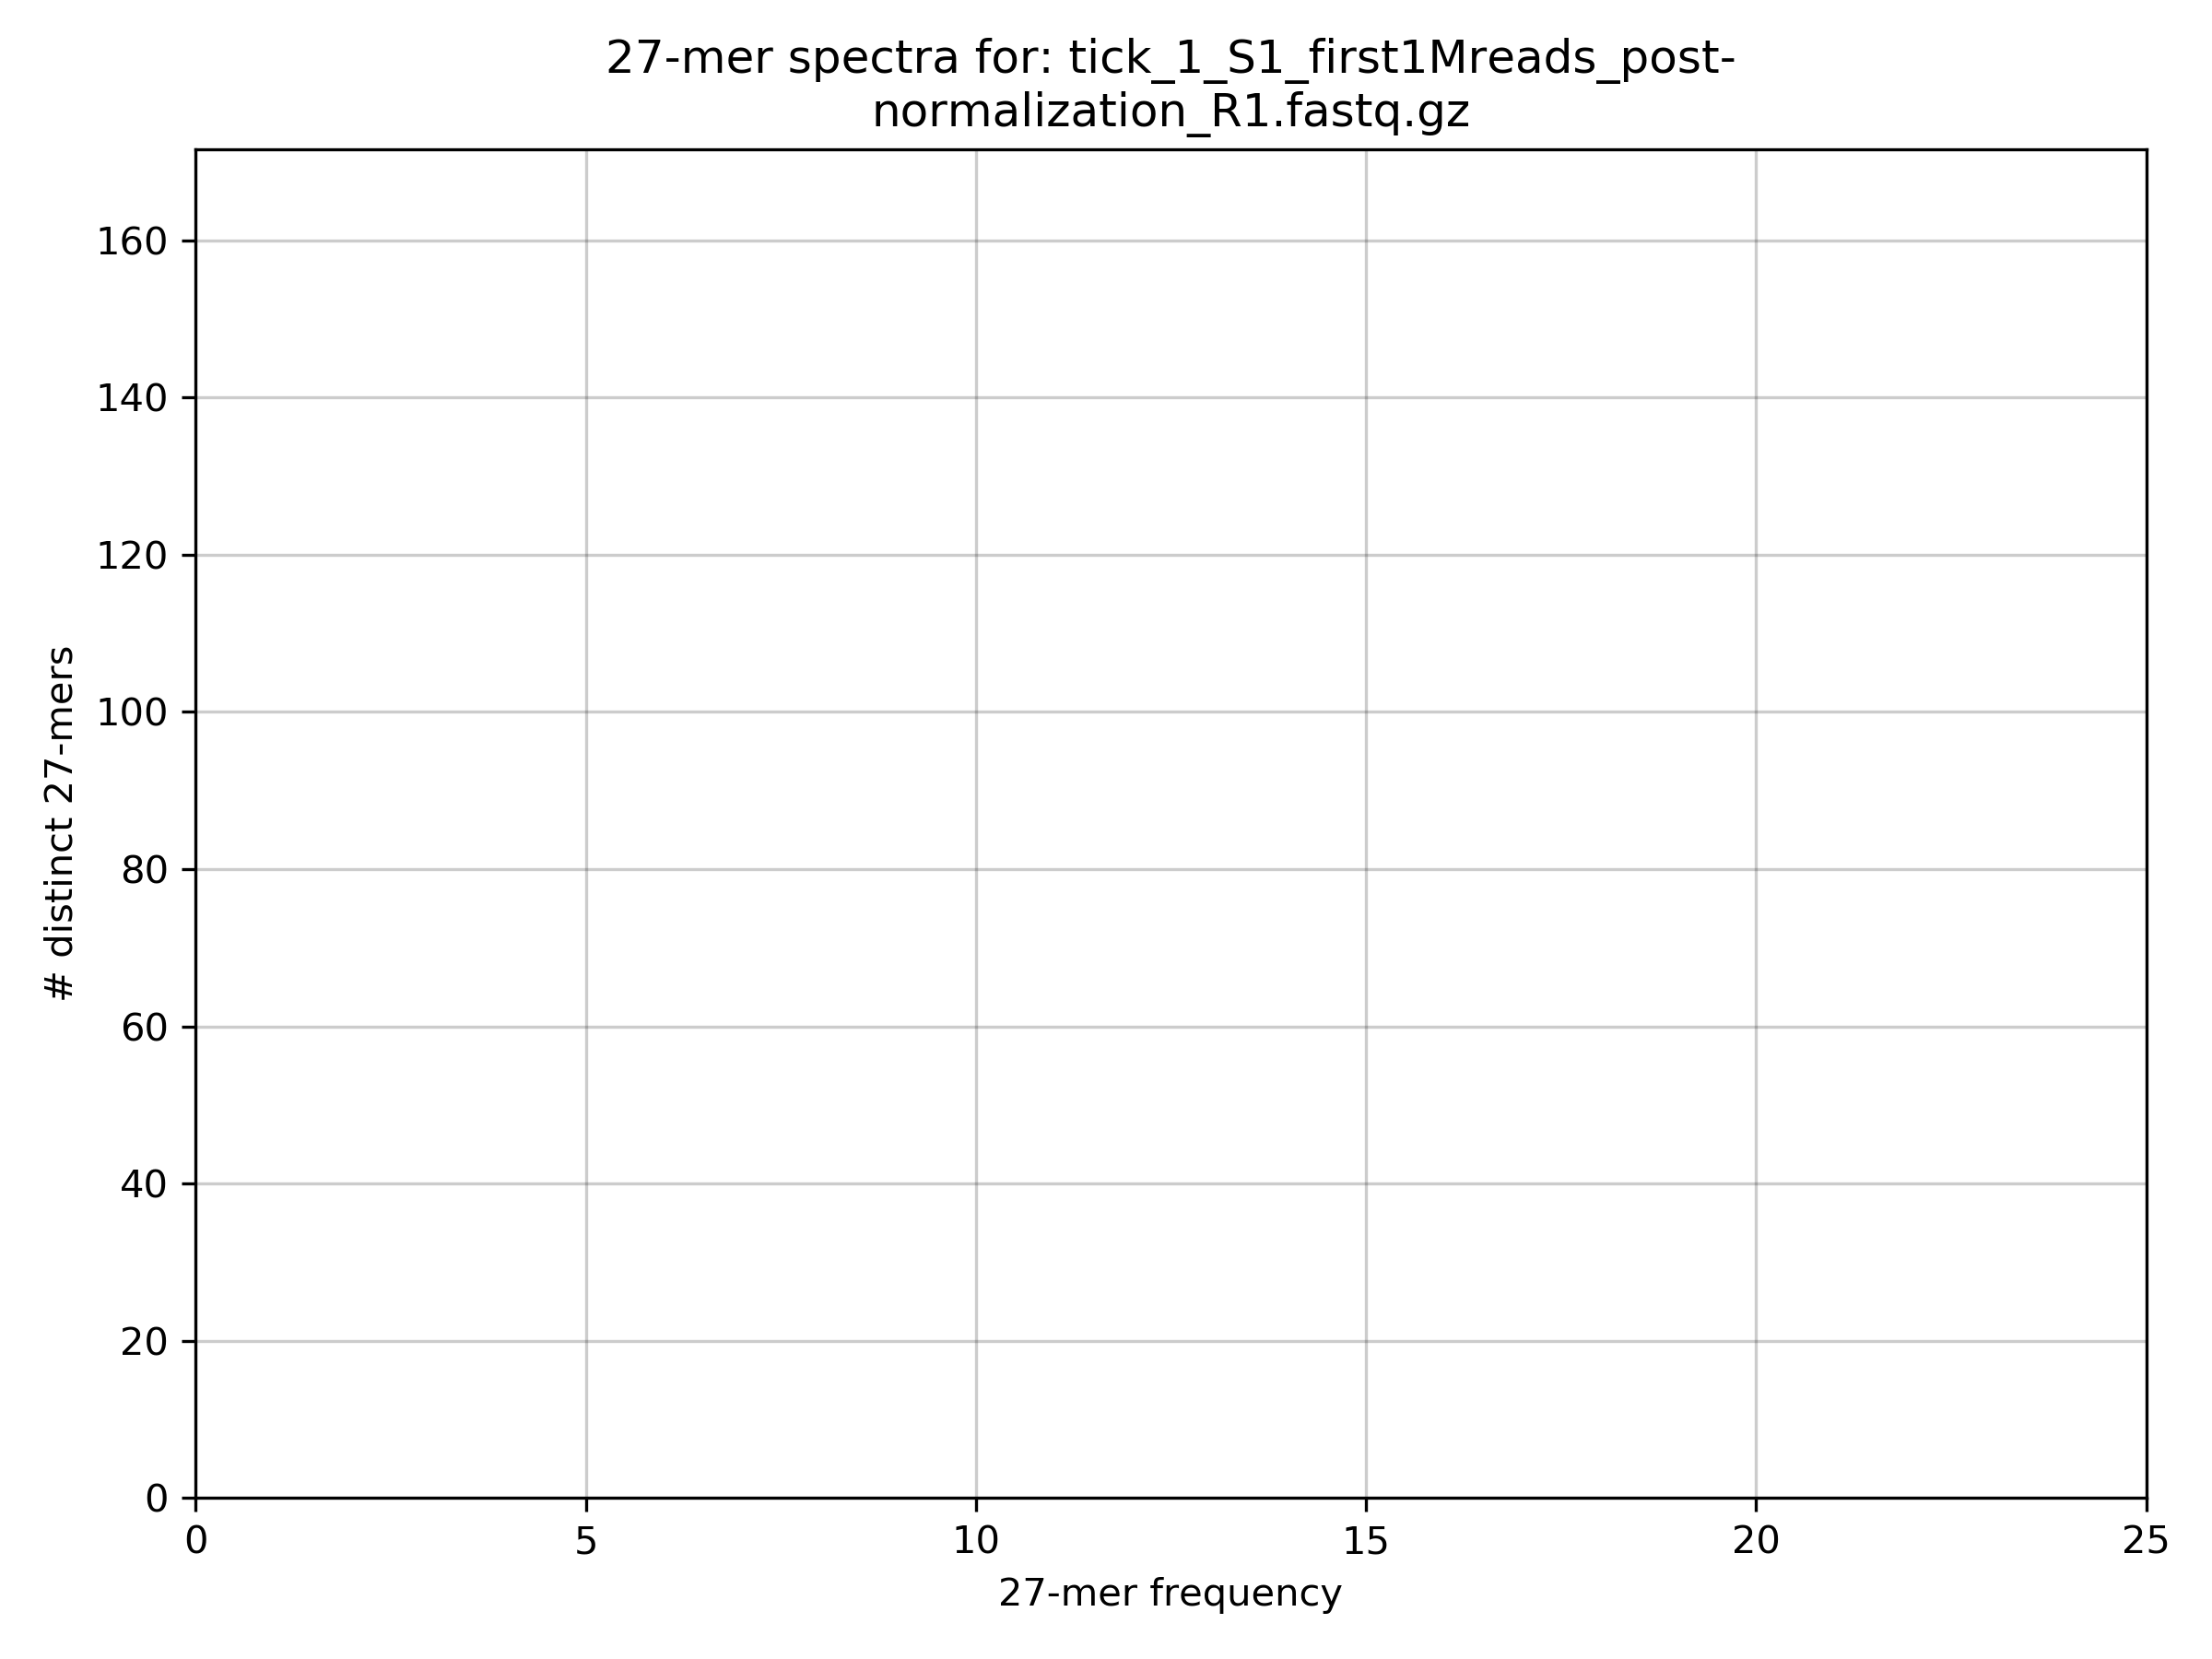 27-mer spectra for: tick_1_S1_first1Mreads_post-
normalization_R1.fastq.gz
160
140
120
100
80
60
40
20
0
# distinct 27-mers
0 5 10 15 20 25
27-mer frequency